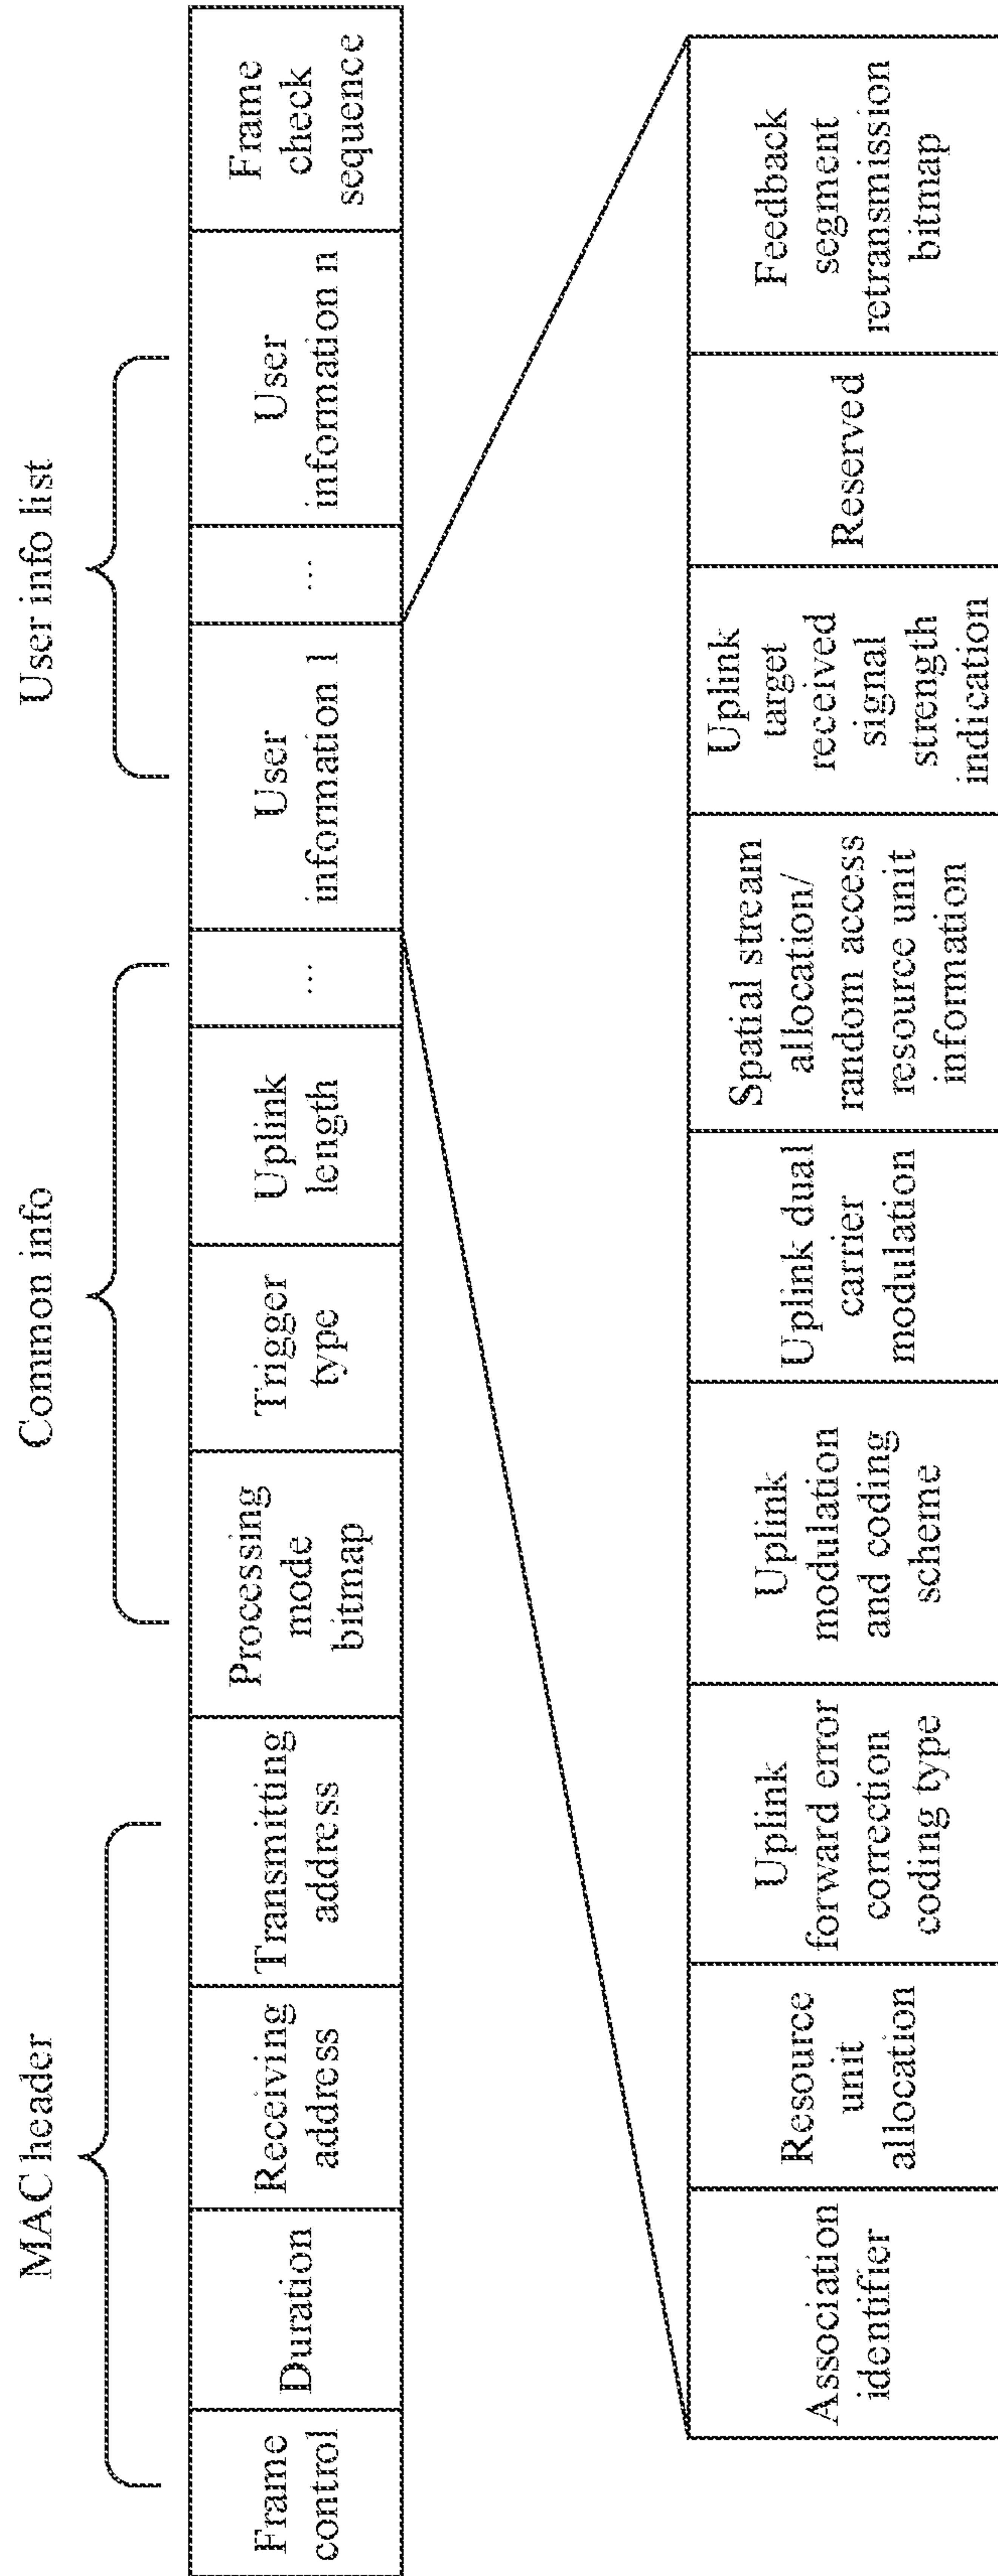 MAC header
Common info
User info list
Frame
control
Duration
Receiving
address
Transmitting
address
Processing
mode
bitmap
Trigger
type
Uplink
length
...
User
information 1
...
User
information n
Frame
check
sequence
Association
identifier
Resource
unit
allocation
Uplink
forward error
correction
coding type
Uplink
modulation
and coding
scheme
Uplink dual
carrier
modulation
Spatial stream
allocation/
random access
resource unit
information
Uplink
target
received
signal
strength
indication
Reserved
Feedback
segment
retransmission
bitmap